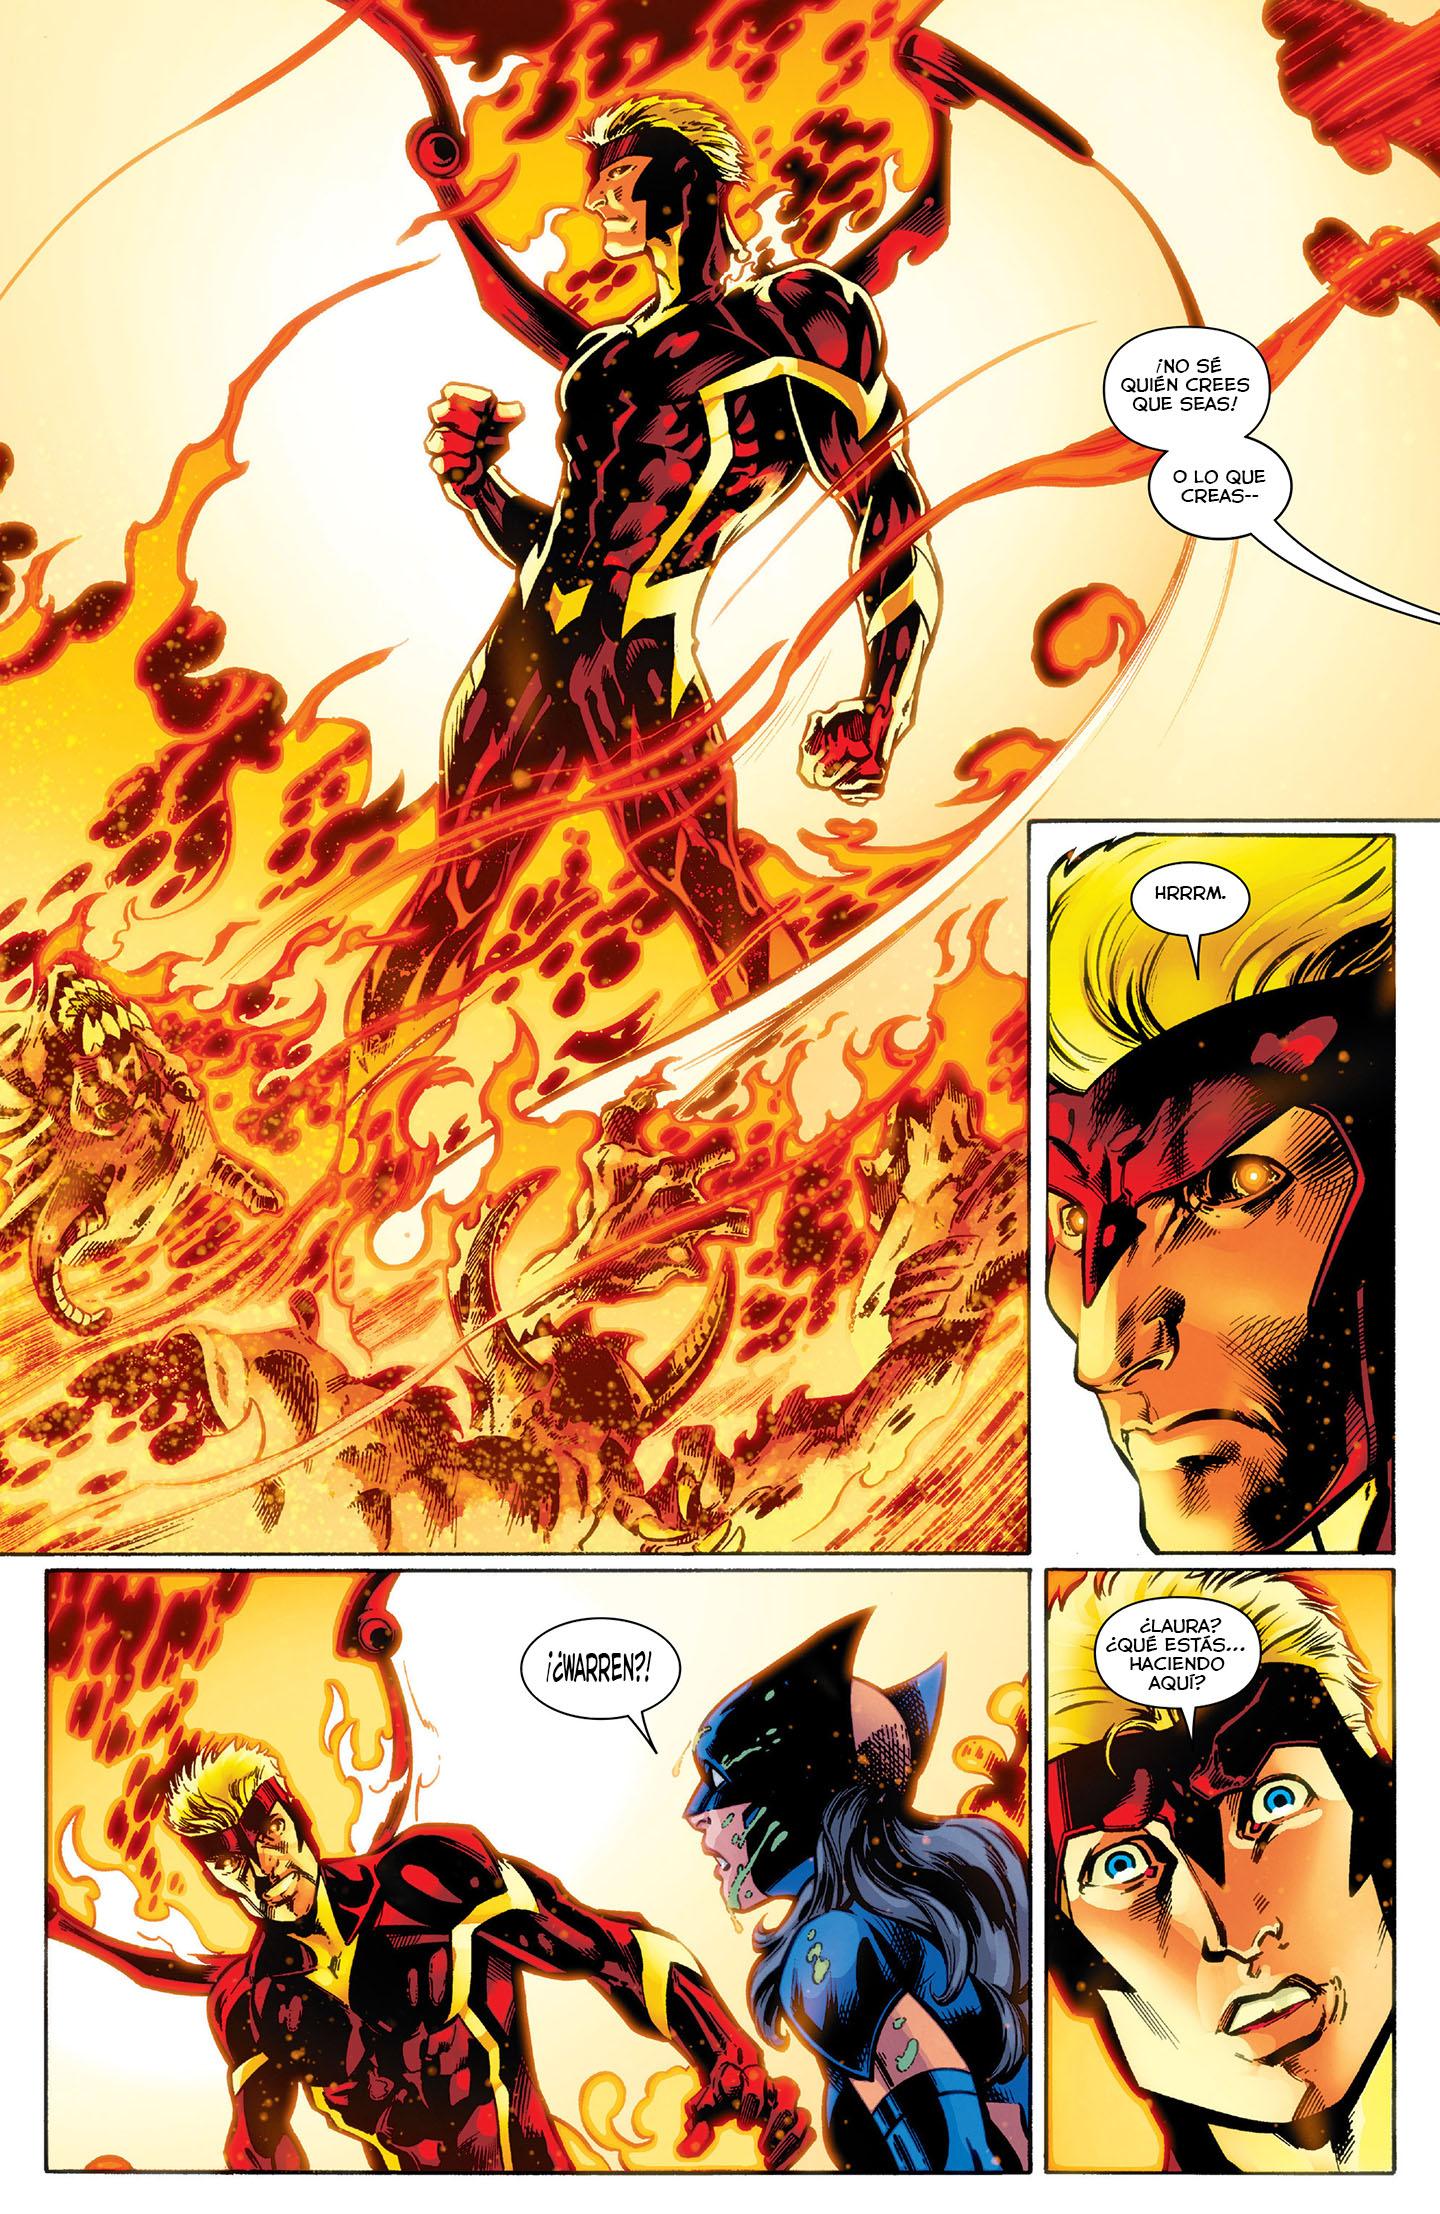 ¡NO SÉ
QUIÉN CREES
QUE SEAS!
O LO QUE
CREAS--
HRRRM.
¡¿WARREN?!
¿LAURA?
¿QUÉ ESTÁS...
HACIENDO
AQUÍ?